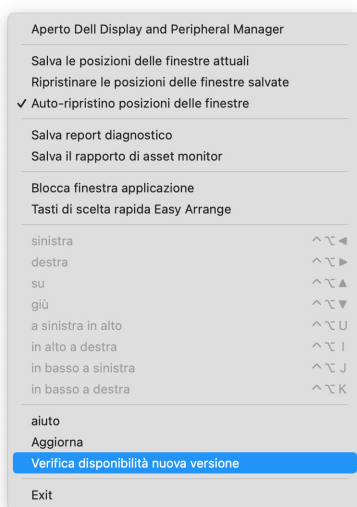 Aperto Dell Display and Peripheral Manager
Salva le posizioni delle finestre attuali
Ripristinare le posizioni delle finestre salvate
✓ Auto-ripristino posizioni delle finestre
Salva report diagnostico
Salva il rapporto di asset monitor
Blocca finestra applicazione
Tasti di scelta rapida Easy Arrange
sinistra ^⌥◀
destra ^⌥▶
su ^⌥▲
giù ^⌥▼
a sinistra in alto ^⌥U
in alto a destra ^⌥I
in basso a sinistra ^⌥J
in basso a destra ^⌥K
aiuto
Aggiorna
Verifica disponibilità nuova versione
Exit